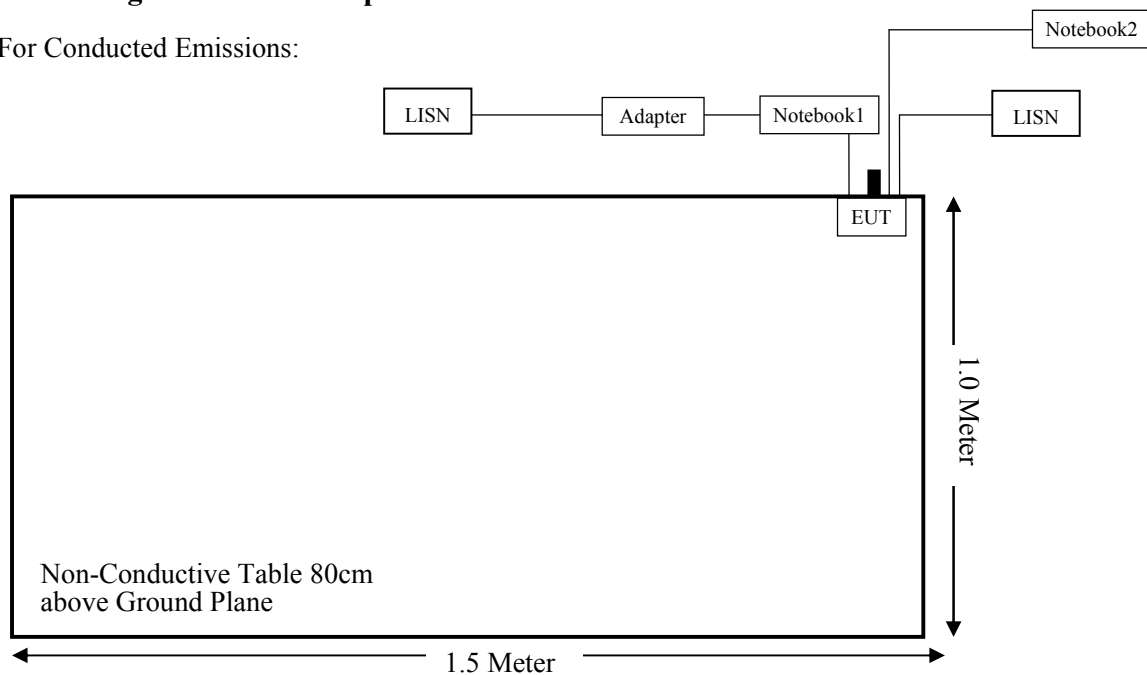 For Conducted Emissions:
Notebook2
LISN
Adapter
Notebook1
LISN
EUT
1.0 Meter
Non-Conductive Table 80cm
above Ground Plane
1.5 Meter